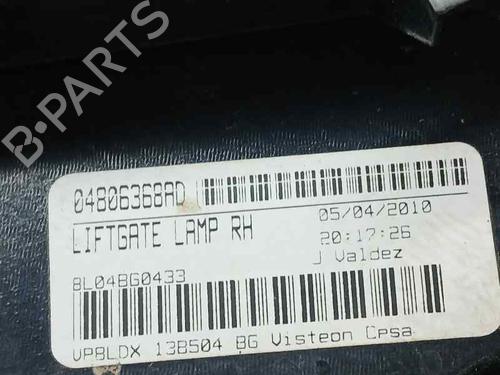 B-PARTS
04806368AD
LIFTGATE LAMP RH
05/04/2010
20:17:26
J Valdez
8L04BG0433
VP8LDX 13B504 BG Visteon Cpsa